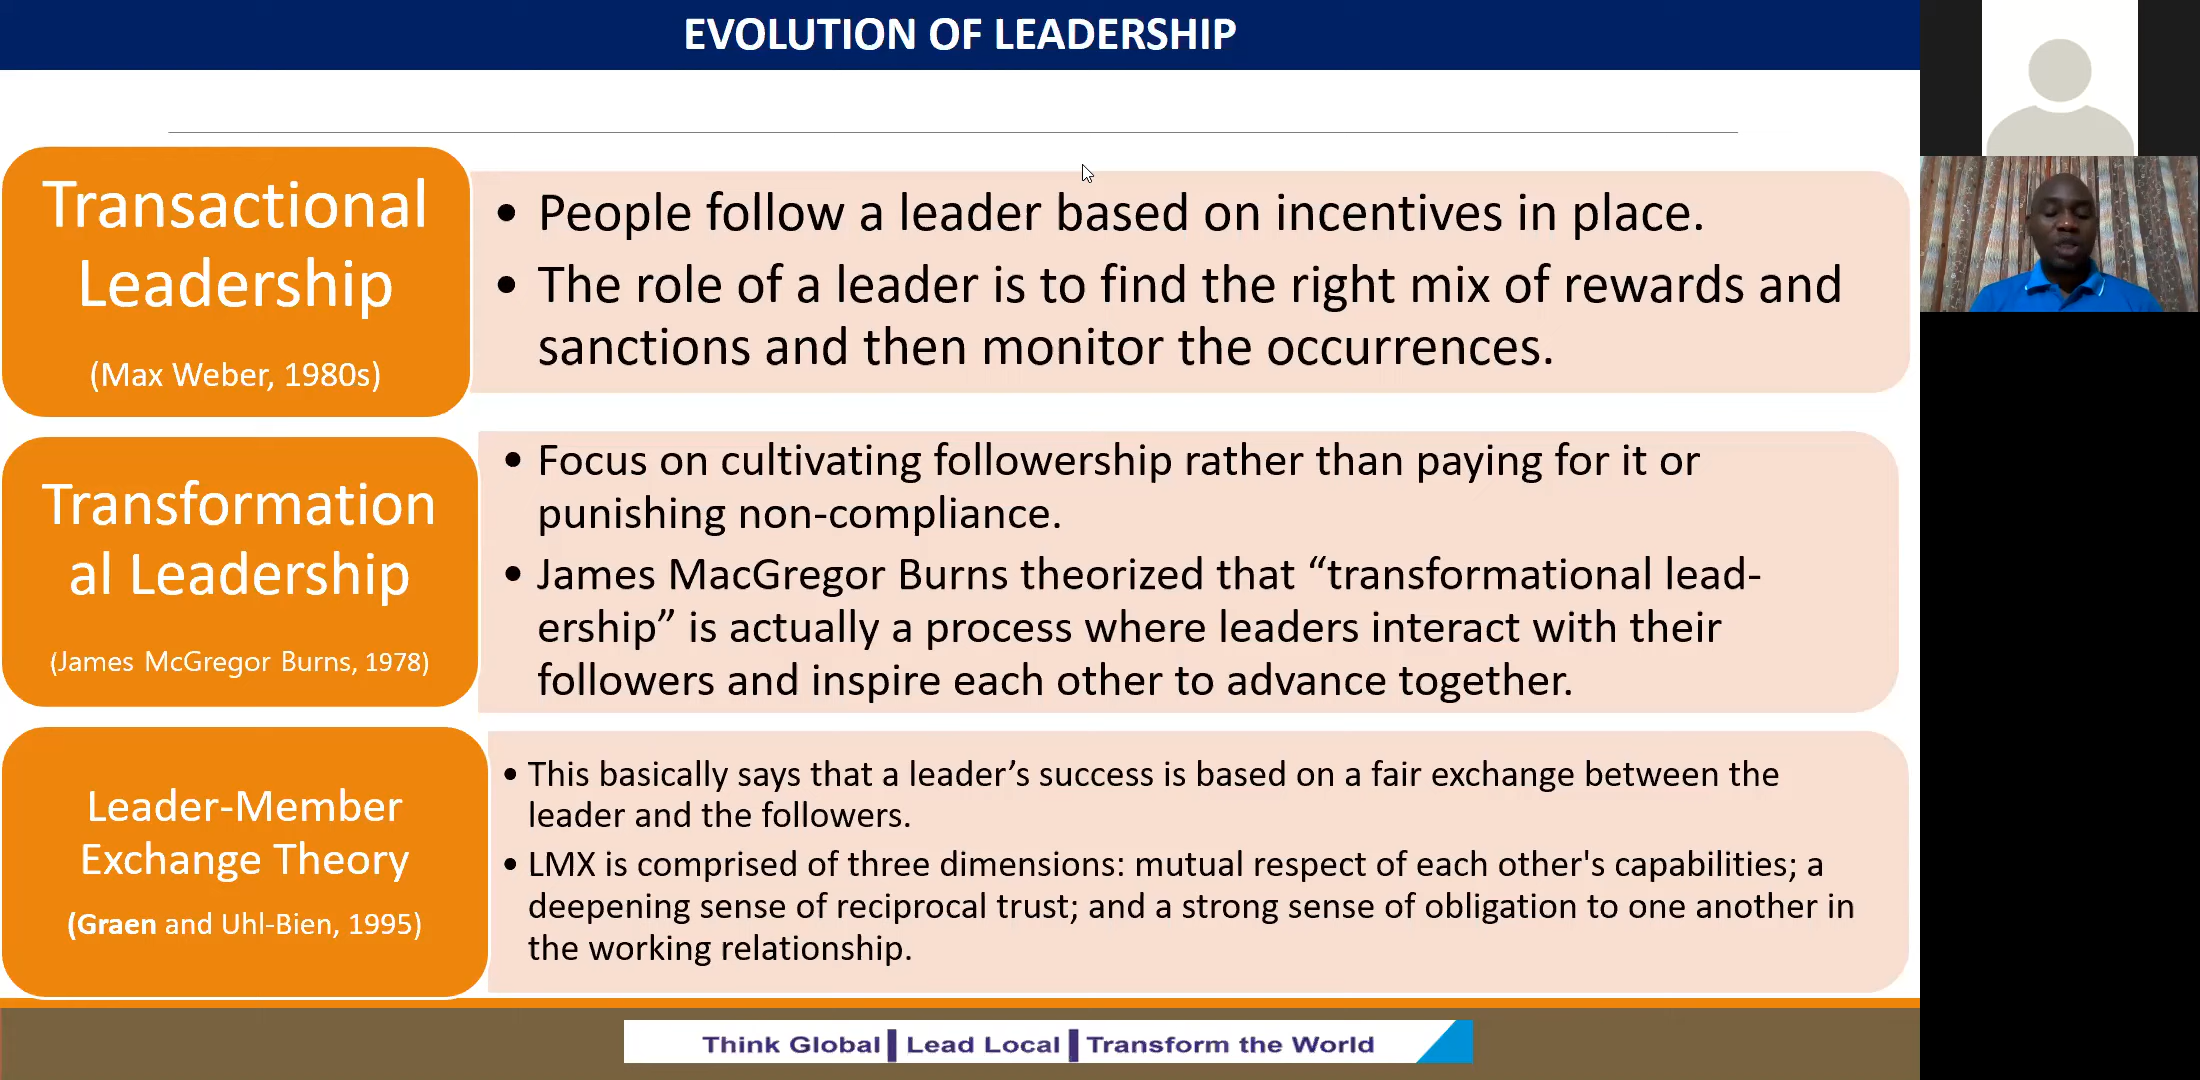 EVOLUTION OF LEADERSHIP
Transactional
Leadership
(Max Weber, 1980s)
• People follow a leader based on incentives in place.
• The role of a leader is to find the right mix of rewards and
sanctions and then monitor the occurrences.
Transformation
al Leadership
(James McGregor Burns, 1978)
• Focus on cultivating followership rather than paying for it or
punishing non-compliance.
• James MacGregor Burns theorized that “transformational lead-
ership” is actually a process where leaders interact with their
followers and inspire each other to advance together.
Leader-Member
Exchange Theory
(Graen and Uhl-Bien, 1995)
• This basically says that a leader’s success is based on a fair exchange between the
leader and the followers.
• LMX is comprised of three dimensions: mutual respect of each other's capabilities; a
deepening sense of reciprocal trust; and a strong sense of obligation to one another in
the working relationship.
Think Global | Lead Local | Transform the World